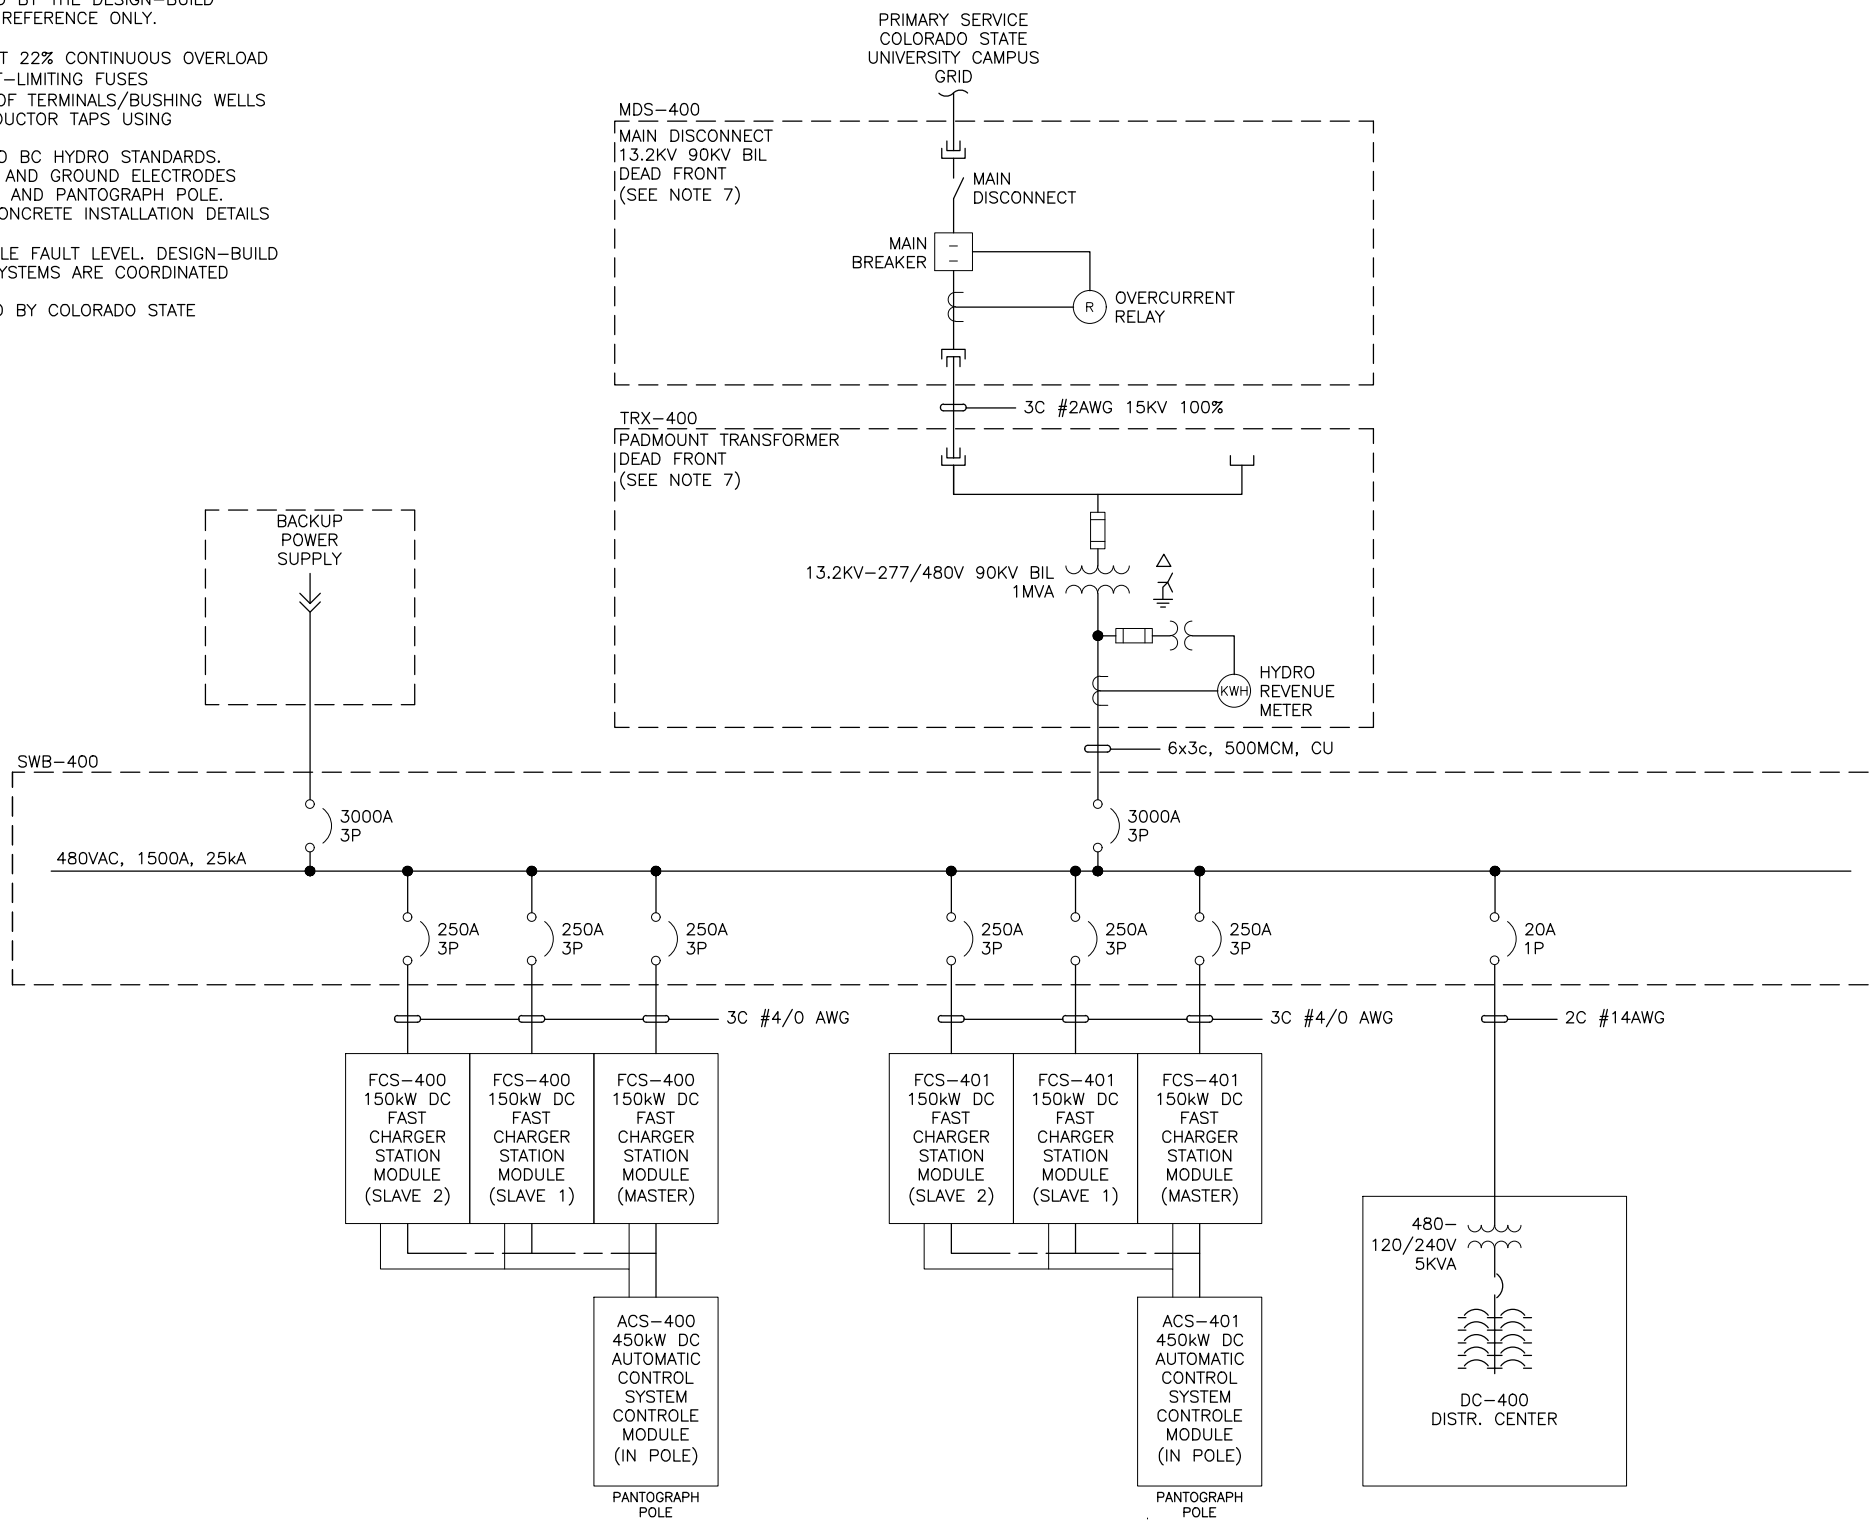 BY THE DESIGN-BUILD
REFERENCE ONLY.
22% CONTINUOUS OVERLOAD
-LIMITING FUSES
OF TERMINALS/BUSHING WELLS
TAPS USING
BC HYDRO STANDARDS.
AND GROUND ELECTRODES
AND PANTOGRAPH POLE.
INSTALLATION DETAILS
FAULT LEVEL. DESIGN-BUILD
ARE COORDINATED
BY COLORADO STATE
PRIMARY SERVICE
COLORADO STATE
UNIVERSITY CAMPUS
GRID
MDS-400
MAIN DISCONNECT
13.2KV 90KV BIL
DEAD FRONT
(SEE NOTE 7)
MAIN
DISCONNECT
MAIN
BREAKER
R
OVERCURRENT
RELAY
3C #2AWG 15KV 100%
TRX-400
PADMOUNT TRANSFORMER
DEAD FRONT
(SEE NOTE 7)
13.2KV-277/480V 90KV BIL
1MVA
KWH
HYDRO
REVENUE
METER
6x3c, 500MCM, CU
BACKUP
POWER
SUPPLY
SWB-400
3000A
3P
3000A
3P
480VAC, 1500A, 25kA
250A
3P
250A
3P
250A
3P
250A
3P
250A
3P
250A
3P
20A
1P
3C #4/0 AWG
3C #4/0 AWG
2C #14AWG
FCS-400
150kW DC
FAST
CHARGER
STATION
MODULE
(SLAVE 2)
FCS-400
150kW DC
FAST
CHARGER
STATION
MODULE
(SLAVE 1)
FCS-400
150kW DC
FAST
CHARGER
STATION
MODULE
(MASTER)
FCS-401
150kW DC
FAST
CHARGER
STATION
MODULE
(SLAVE 2)
FCS-401
150kW DC
FAST
CHARGER
STATION
MODULE
(SLAVE 1)
FCS-401
150kW DC
FAST
CHARGER
STATION
MODULE
(MASTER)
ACS-400
450kW DC
AUTOMATIC
CONTROL
SYSTEM
CONTROLE
MODULE
(IN POLE)
PANTOGRAPH
POLE
ACS-401
450kW DC
AUTOMATIC
CONTROL
SYSTEM
CONTROLE
MODULE
(IN POLE)
PANTOGRAPH
POLE
480-
120/240V
5KVA
DC-400
DISTR. CENTER